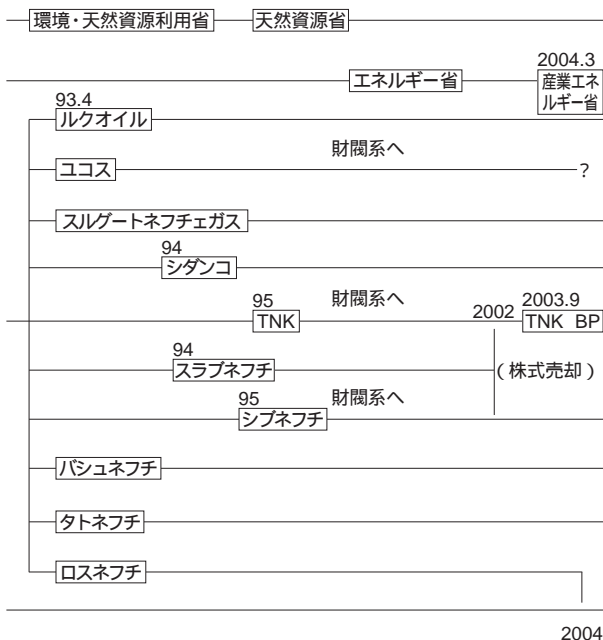 環境・天然資源利用省 天然資源省
2004.3
エネルギー省 産業エネ
ルギー省
93.4
ルクオイル
財閥系へ
ユコス ?
スルグートネフチェガス
94
シダンコ
95 財閥系へ 2002 2003.9
TNK TNK BP
94
スラブネフチ (株式売却)
95 財閥系へ
シブネフチ
バシュネフチ
タトネフチ
ロスネフチ
2004